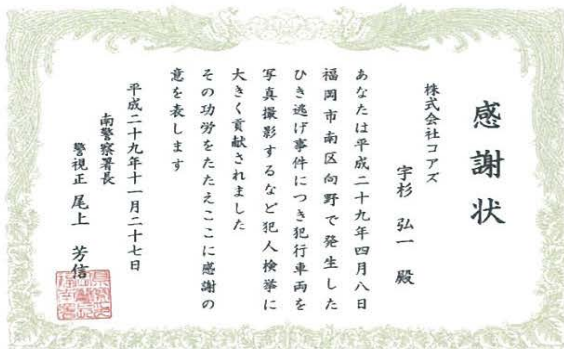 感謝状
株式会社コアズ
宇杉 弘一 殿
あなたは平成二十九年四月八日
福岡市南区向野で発生した
ひき逃げ事件につき犯行車両を
写真撮影するなど犯人検挙に
大きく貢献されました
その功労をたたえここに感謝の
意を表します
平成二十九年十一月二十七日
南警察署長
警視正 尾上 芳信